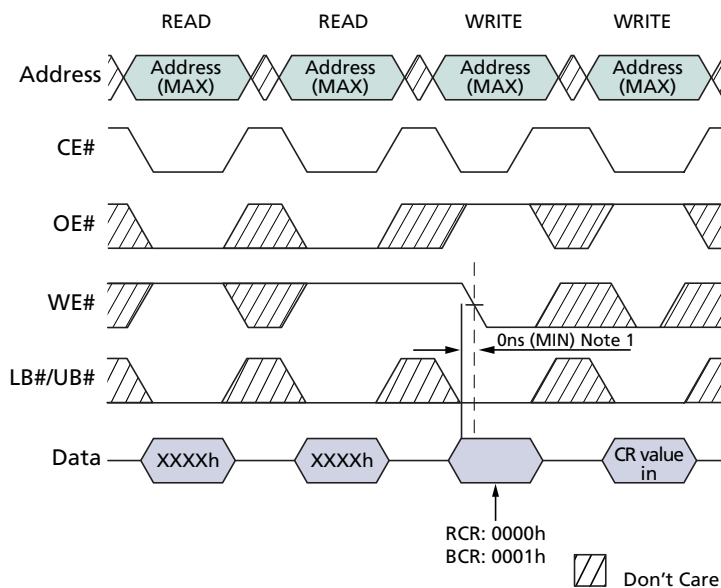 READ READ WRITE WRITE
Address Address (MAX) Address (MAX) Address (MAX) Address (MAX)
CE#
OE#
WE#
0ns (MIN) Note 1
LB#/UB#
Data XXXXh XXXXh CR value in
RCR: 0000h
BCR: 0001h
Don't Care